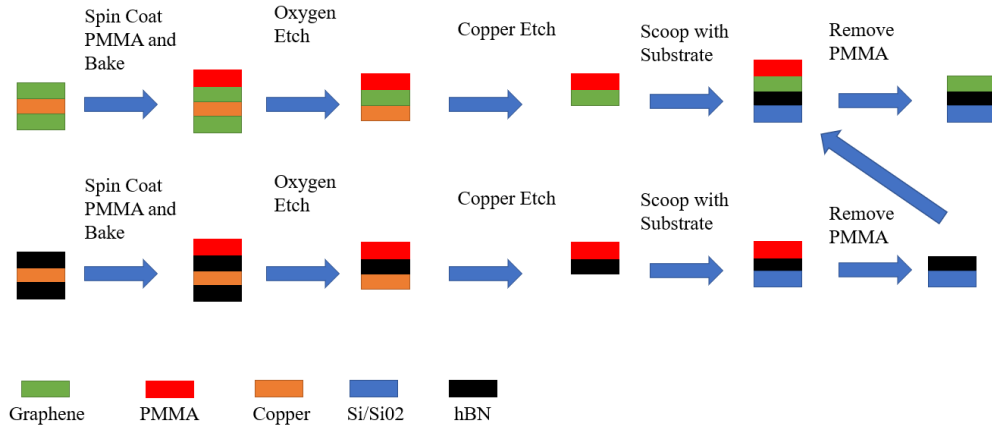 Spin Coat
PMMA and
Bake
Oxygen
Etch
Copper Etch
Scoop with
Substrate
Remove
PMMA
Spin Coat
PMMA and
Bake
Oxygen
Etch
Copper Etch
Scoop with
Substrate
Remove
PMMA
Graphene
PMMA
Copper
Si/Si02
hBN